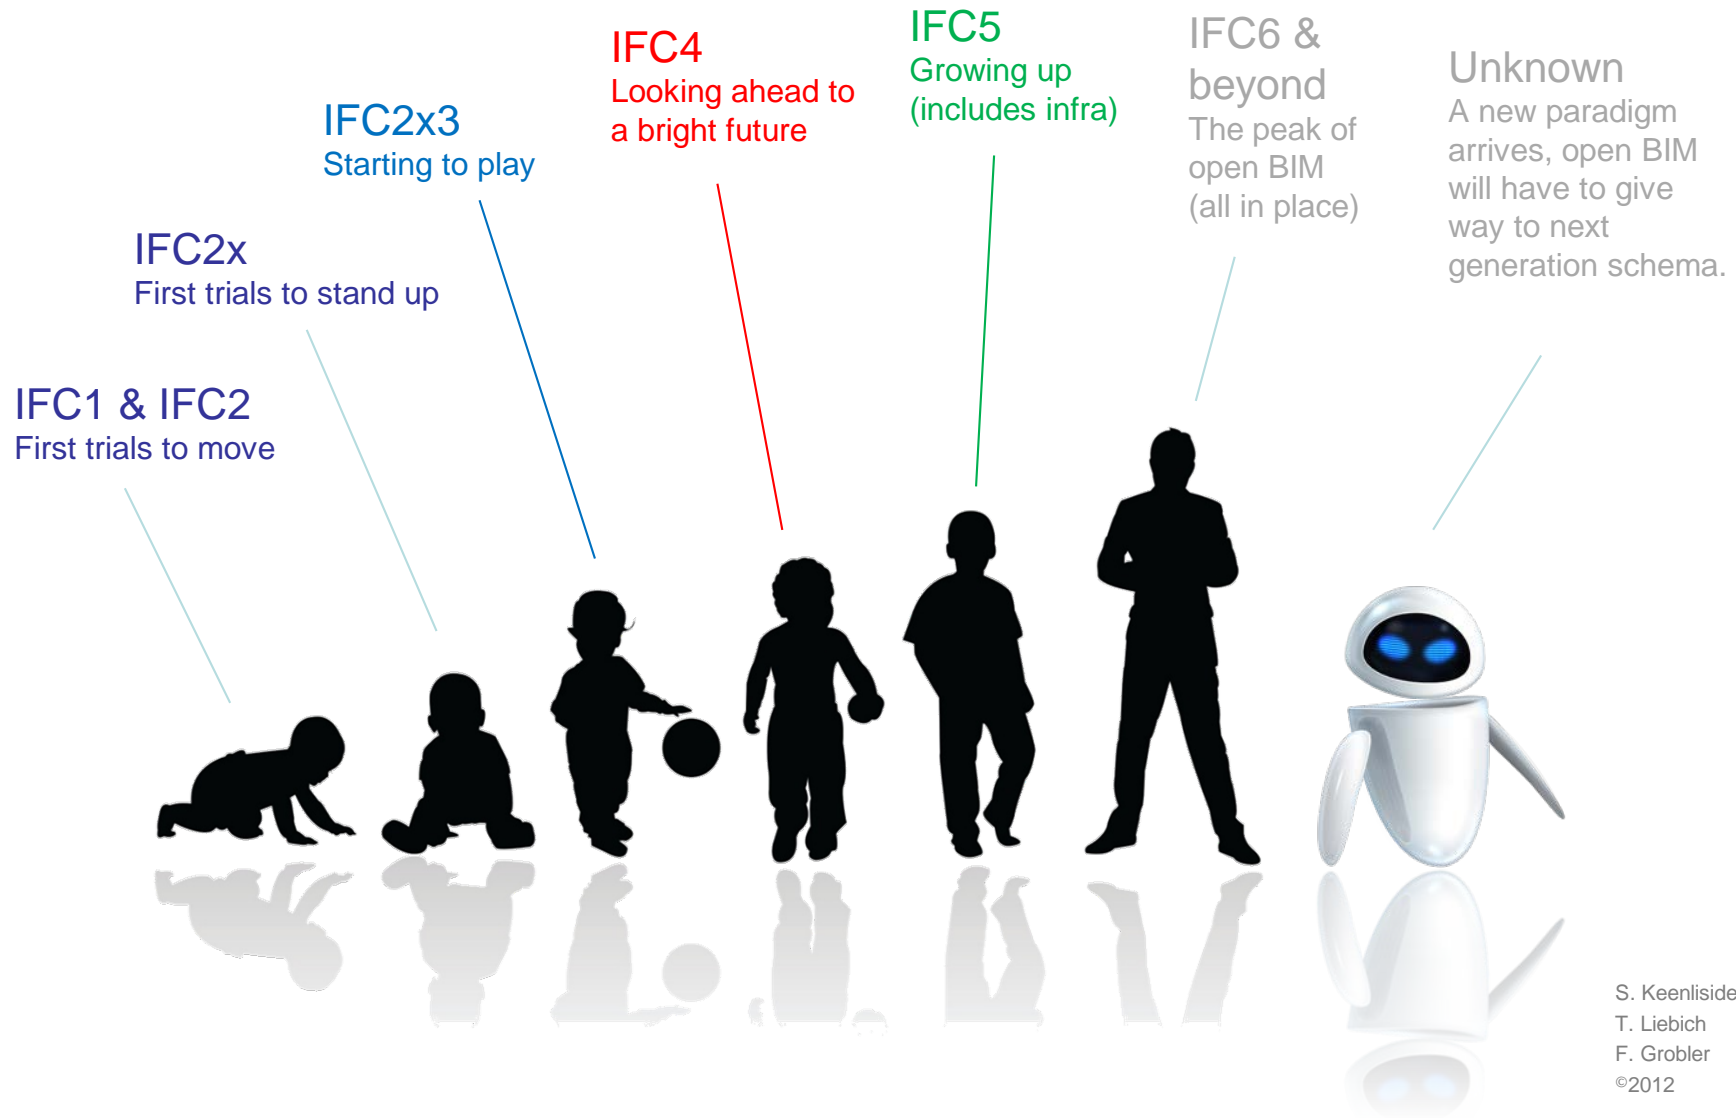 IFC1 & IFC2
First trials to move
IFC2x
First trials to stand up
IFC2x3
Starting to play
IFC4
Looking ahead to
a bright future
IFC5
Growing up
(includes infra)
IFC6 &
beyond
The peak of
open BIM
(all in place)
Unknown
A new paradigm
arrives, open BIM
will have to give
way to next
generation schema.
S. Keenliside
T. Liebich
F. Grobler
©2012